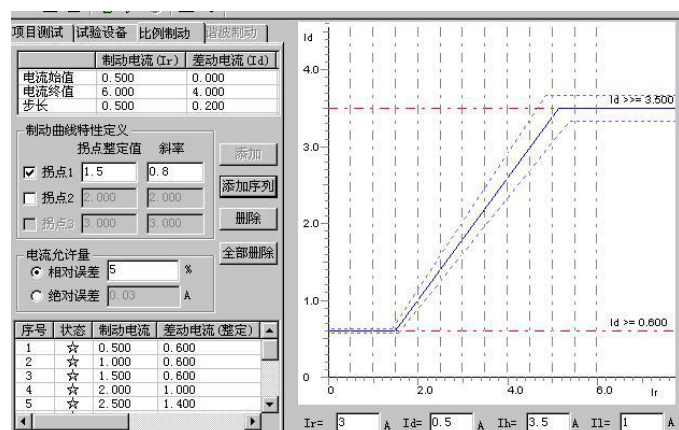 项目测试 试验设备 比例制动 谐波制动
制动电流(Ir) 差动电流(Id)
电流始值 0.500 0.000
电流终值 6.000 4.000
步长 0.500 0.200
制动曲线特性定义
拐点整定值 斜率
拐点1 1.5 0.8
拐点2 2.000 2.000
拐点3 3.000 3.000
添加
添加序列
删除
全部删除
电流允许量
相对误差 5 %
绝对误差 0.03 A
序号 状态 制动电流 差动电流(整定)
1 ☆ 0.500 0.600
2 ☆ 1.000 0.600
3 ☆ 1.500 0.600
4 ☆ 2.000 1.000
5 ☆ 2.500 1.400
Id
4.0
3.0
2.0
1.0
0
Id >>= 3.500
Id >= 0.600
0 2.0 4.0 6.0 Ir
Ir= 3 A Id= 0.5 A Ih= 3.5 A Il= 1 A